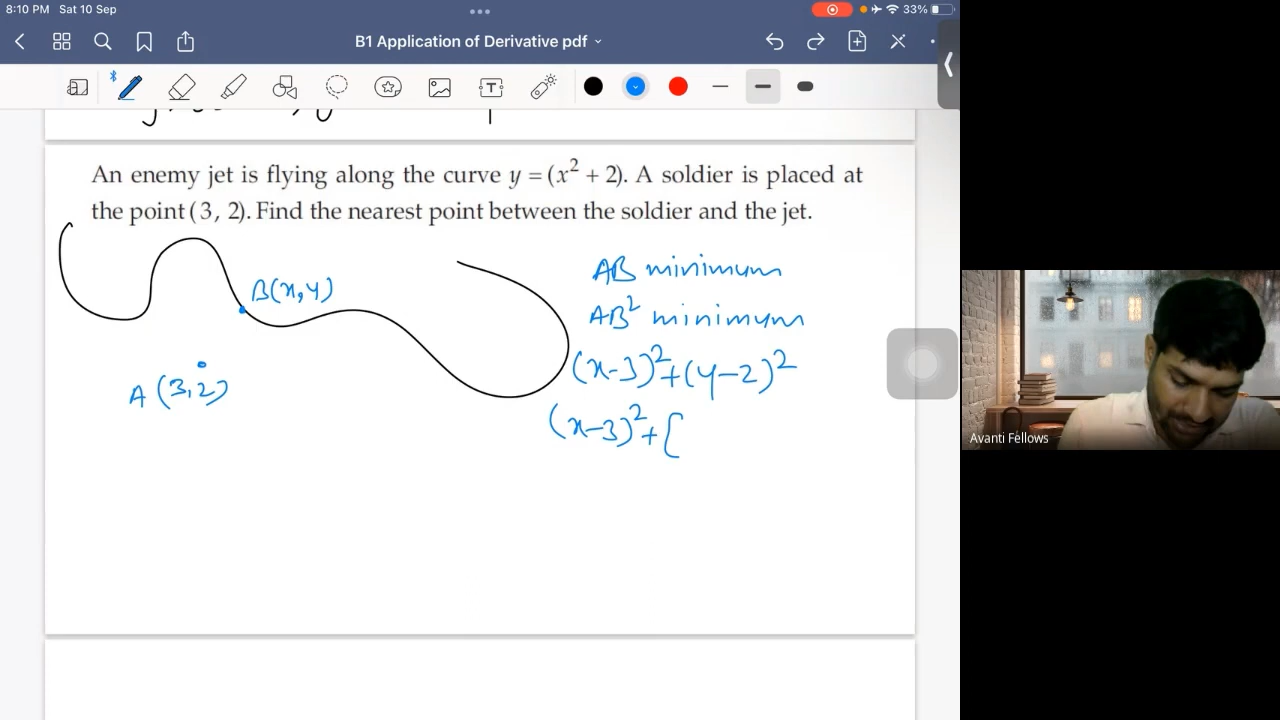 8:10 PM Sat 10 Sep
33%
B1 Application of Derivative pdf
T
An enemy jet is flying along the curve y = (x² + 2). A soldier is placed at
the point (3, 2). Find the nearest point between the soldier and the jet.
B(x,y)
A (3,2)
AB minimum
AB² minimum
(x-3)²+(y-2)²
(x-3)²+[
Avanti Fellows